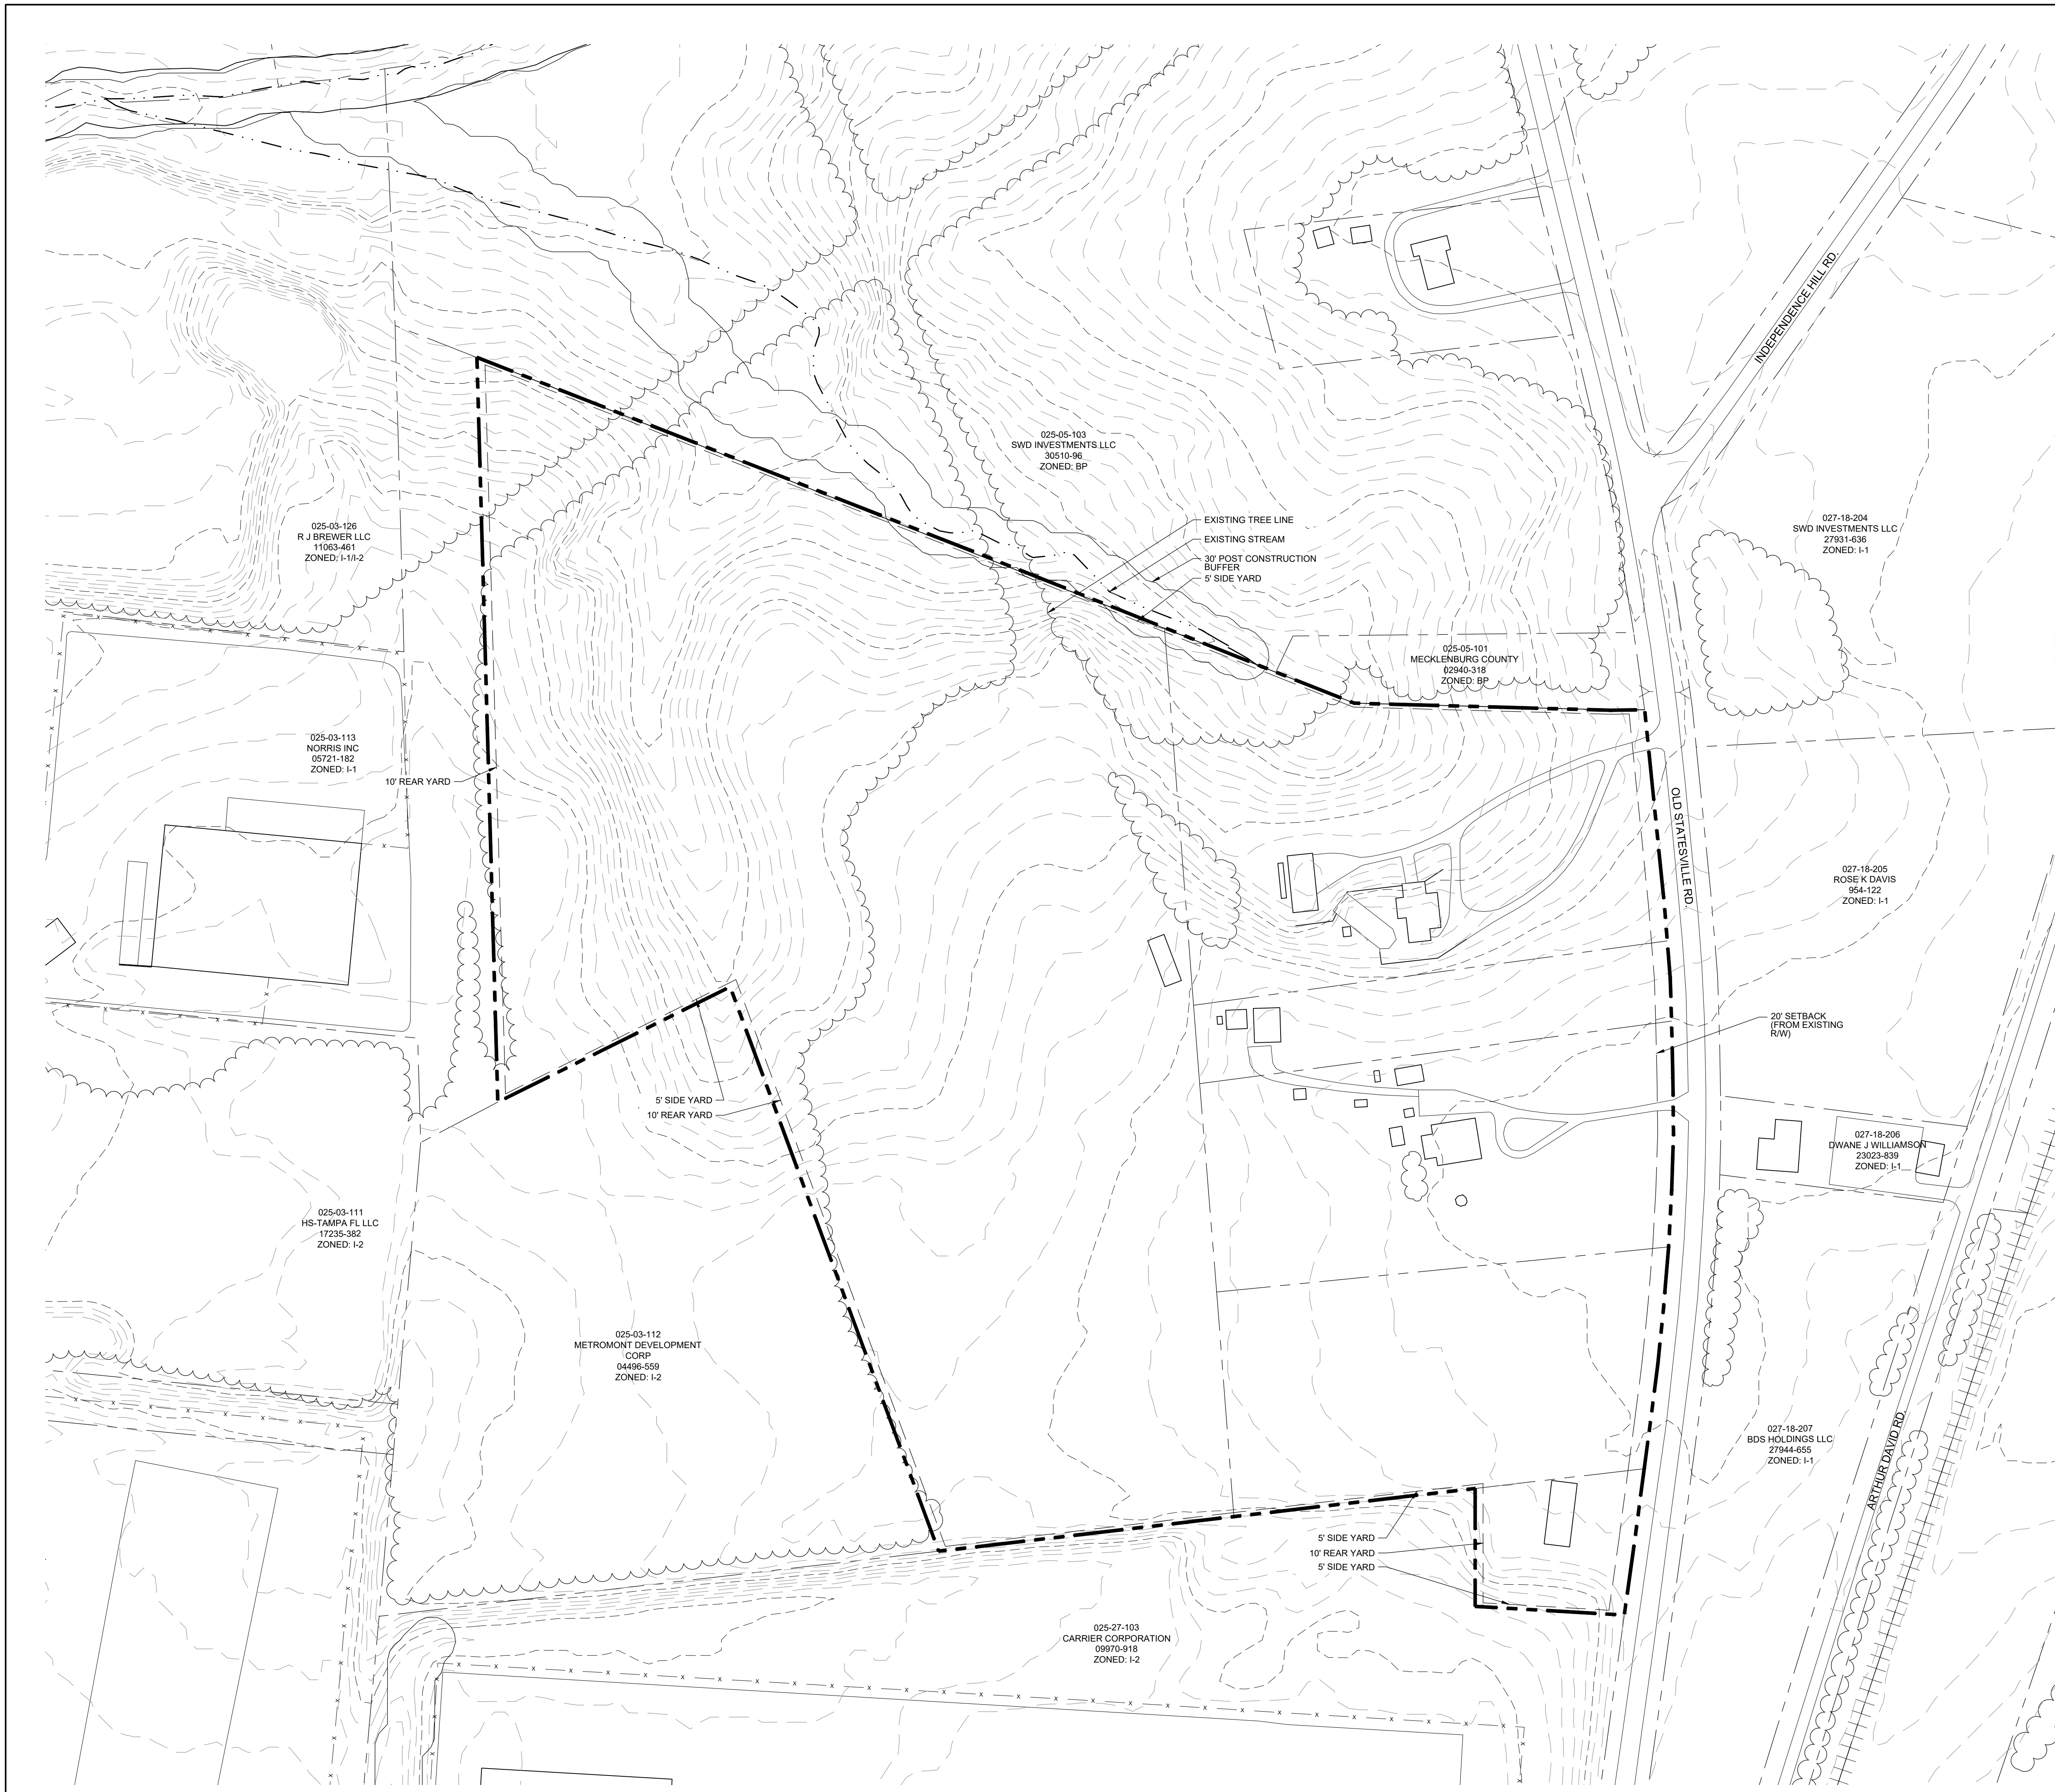 INDEPENDENCE HILL RD.
025-05-103
SWD INVESTMENTS LLC
30510-96
ZONED: BP
025-03-126
R J BREWER LLC
11063-461
ZONED: I-1/I-2
EXISTING TREE LINE
EXISTING STREAM
30' POST CONSTRUCTION
BUFFER
5' SIDE YARD
027-18-204
SWD INVESTMENTS LLC
27931-636
ZONED: I-1
025-05-101
MECKLENBURG COUNTY
02940-318
ZONED: BP
025-03-113
NORRIS INC
05721-182
ZONED: I-1
10' REAR YARD
OLD STATESVILLE RD.
027-18-205
ROSE K DAVIS
954-122
ZONED: I-1
20' SETBACK
(FROM EXISTING
R/W)
5' SIDE YARD
10' REAR YARD
027-18-206
DWANE J WILLIAMSON
23023-839
ZONED: I-1
025-03-111
HS-TAMPA FL LLC
17235-382
ZONED: I-2
025-03-112
METROMONT DEVELOPMENT
CORP
04496-559
ZONED: I-2
027-18-207
BDS HOLDINGS LLC
27944-655
ZONED: I-1
ARTHUR DAVID RD.
5' SIDE YARD
10' REAR YARD
5' SIDE YARD
025-27-103
CARRIER CORPORATION
09970-918
ZONED: I-2